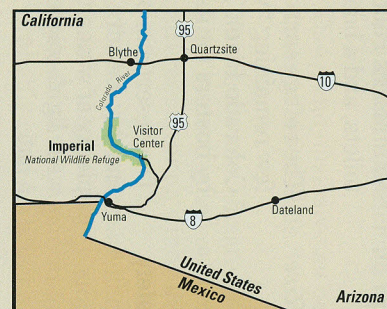 California
95
Blythe
Quartzsite
Colorado River
10
95
Visitor
Center
Imperial
National Wildlife Refuge
Yuma
8
Dateland
United States
Mexico
Arizona